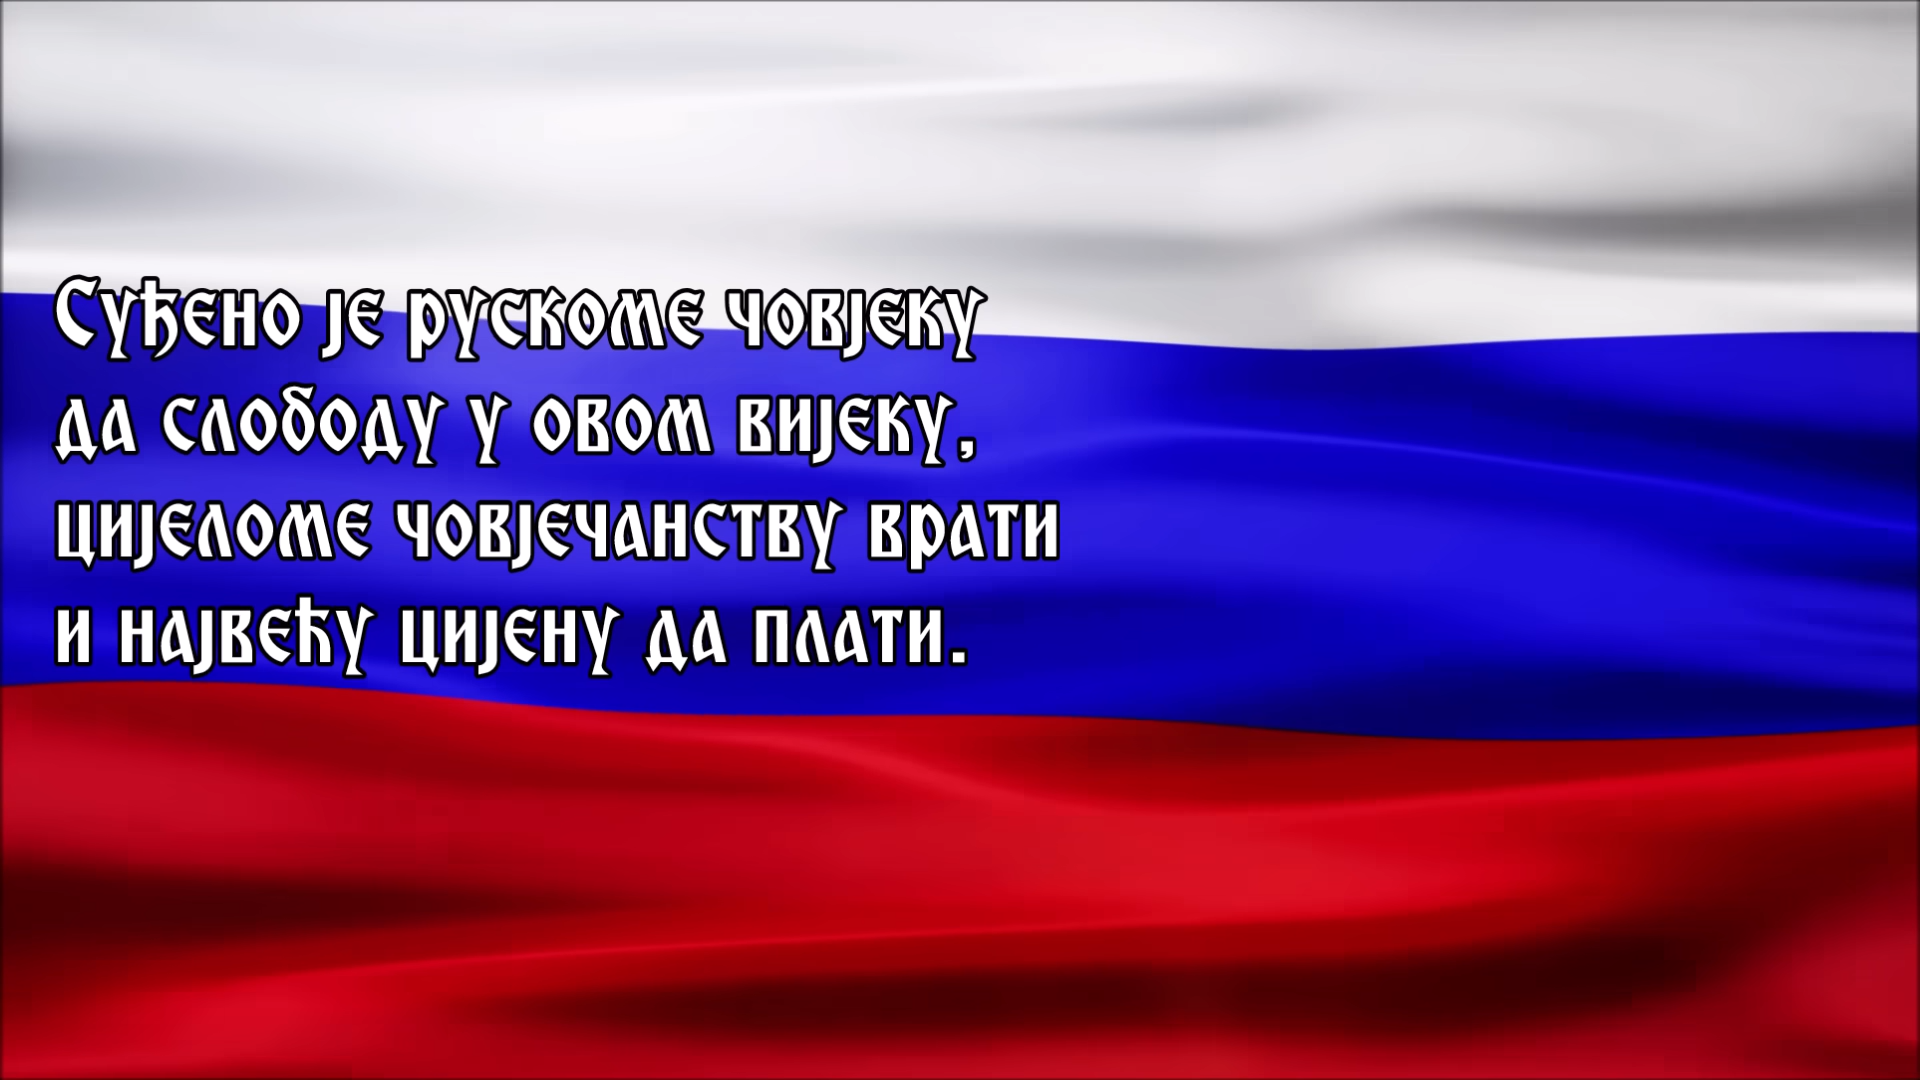 Суђено је рускоме човјеку
да слободу у овом вијеку,
цијеломе човјечанству врати
и највећу цијену да плати.